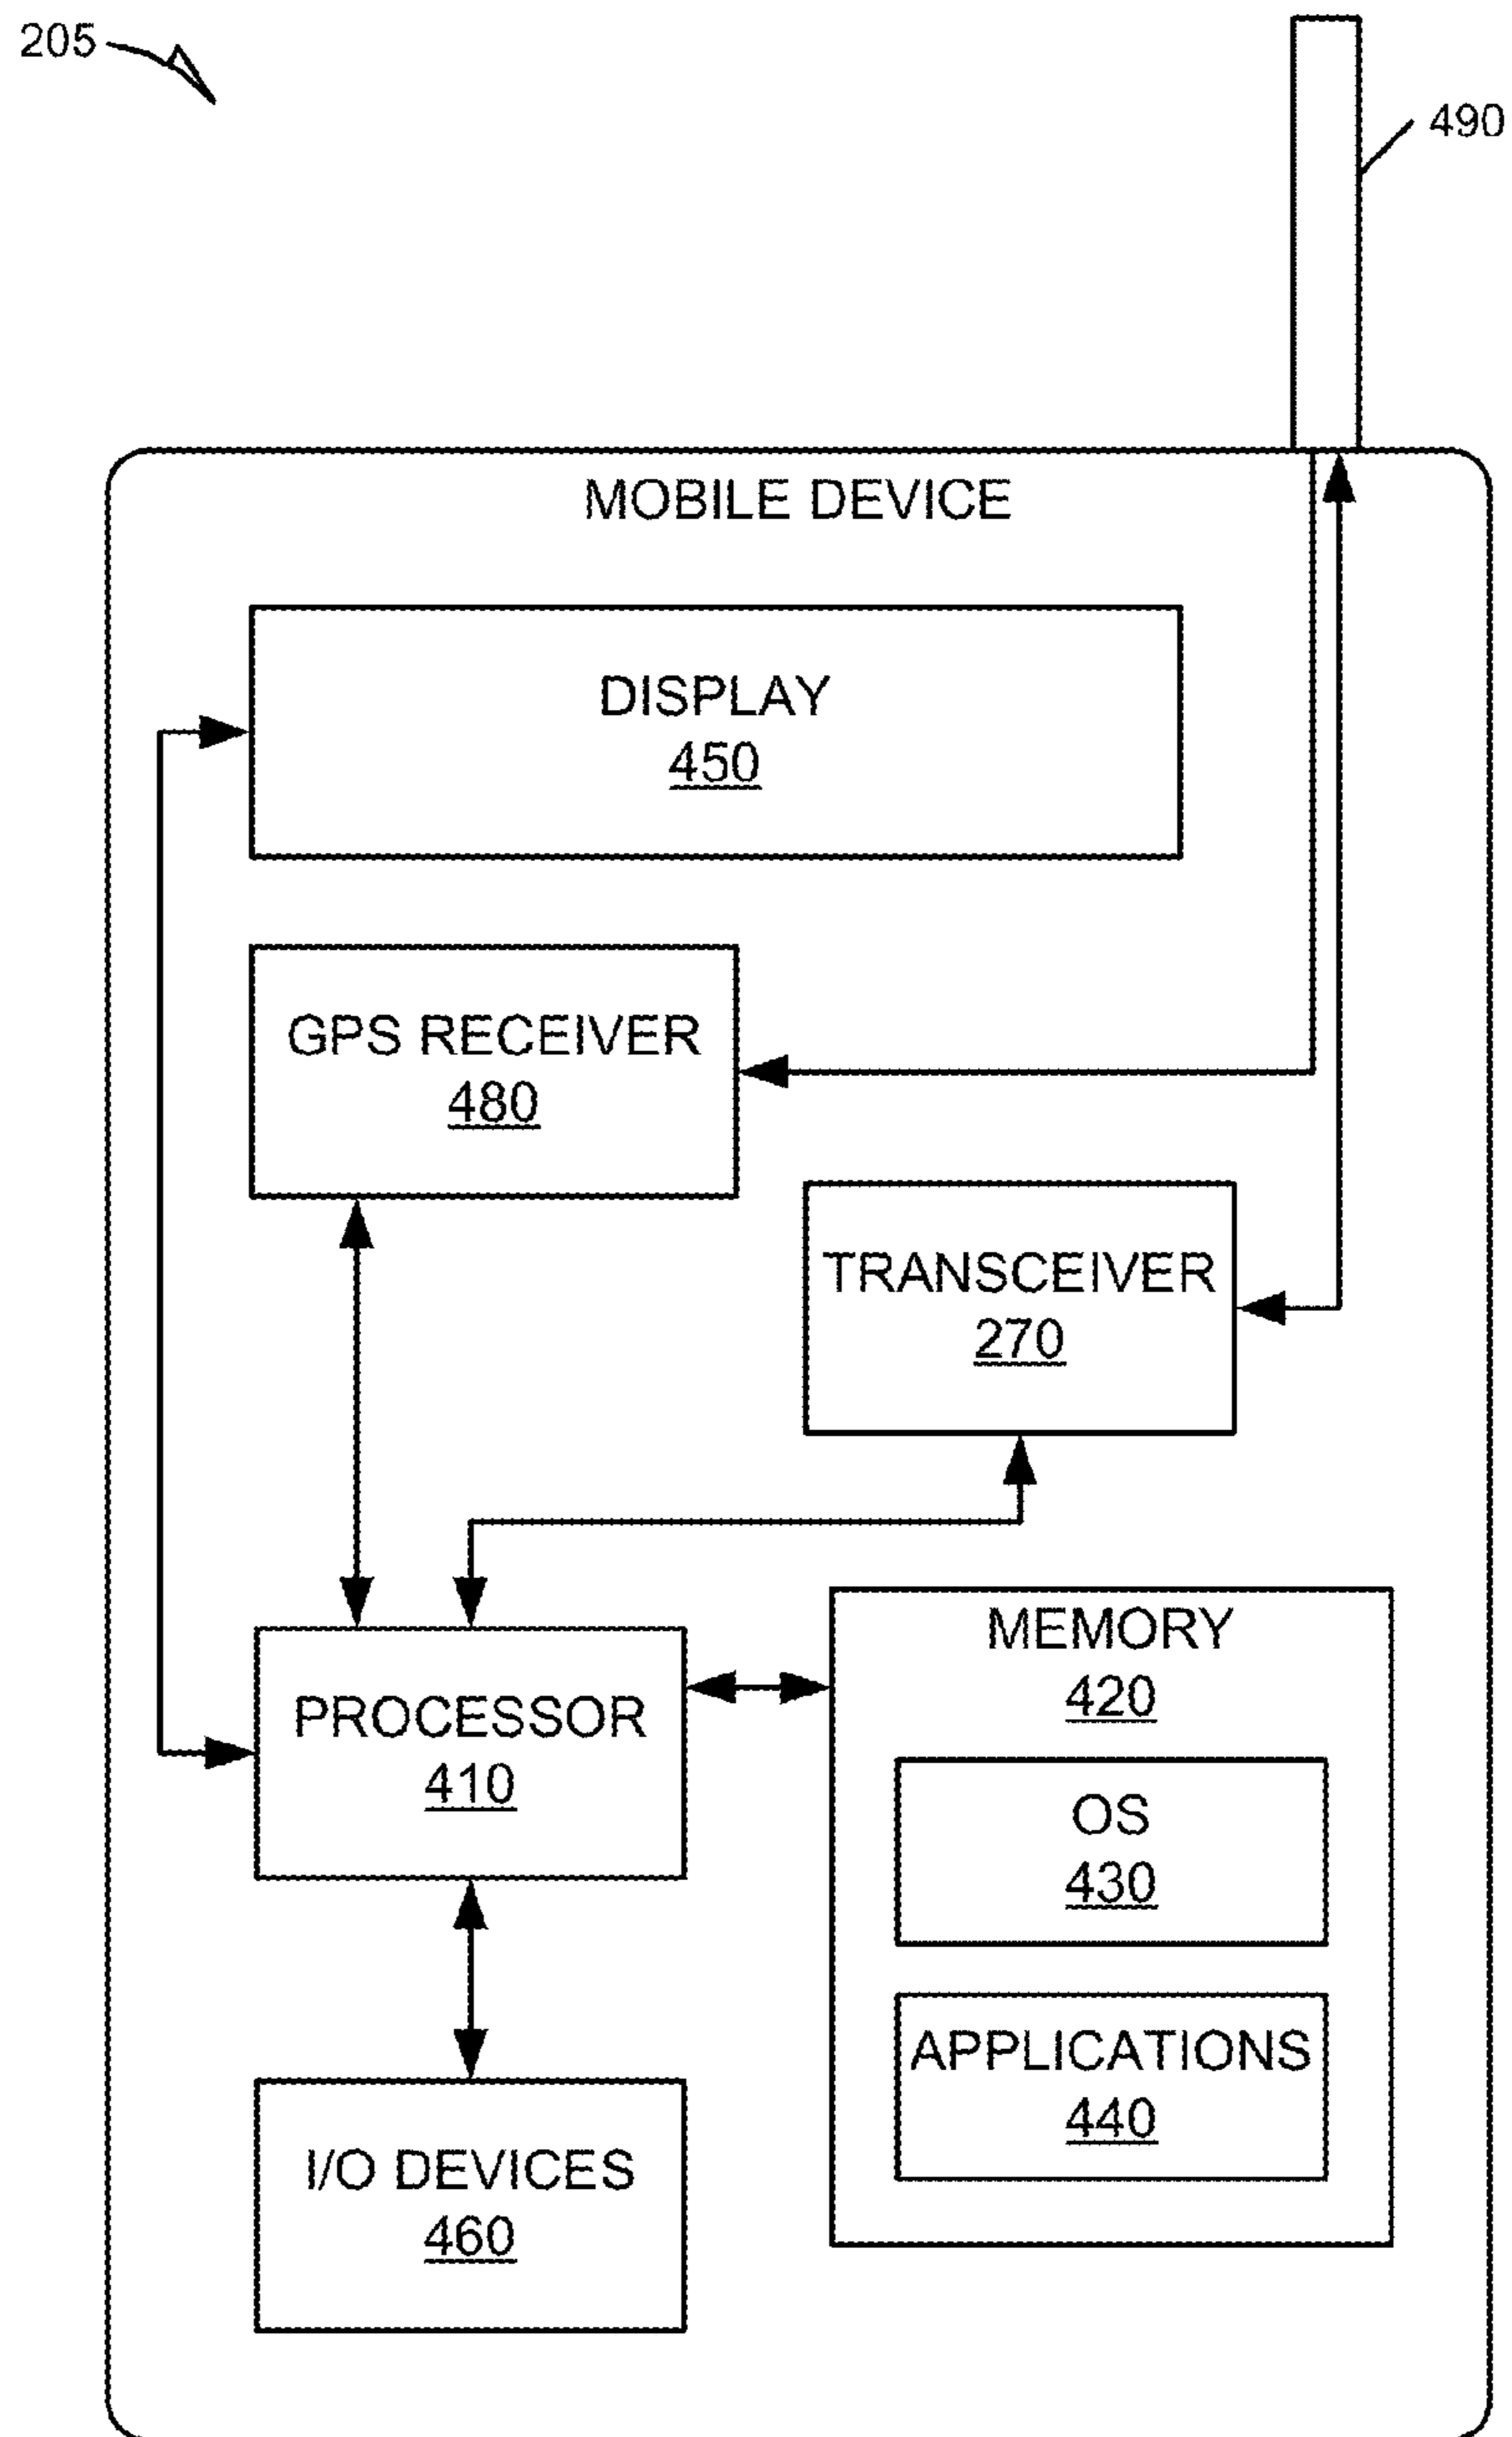 205
490
MOBILE DEVICE
DISPLAY
450
GPS RECEIVER
480
TRANSCEIVER
270
MEMORY
420
PROCESSOR
410
OS
430
APPLICATIONS
440
I/O DEVICES
460